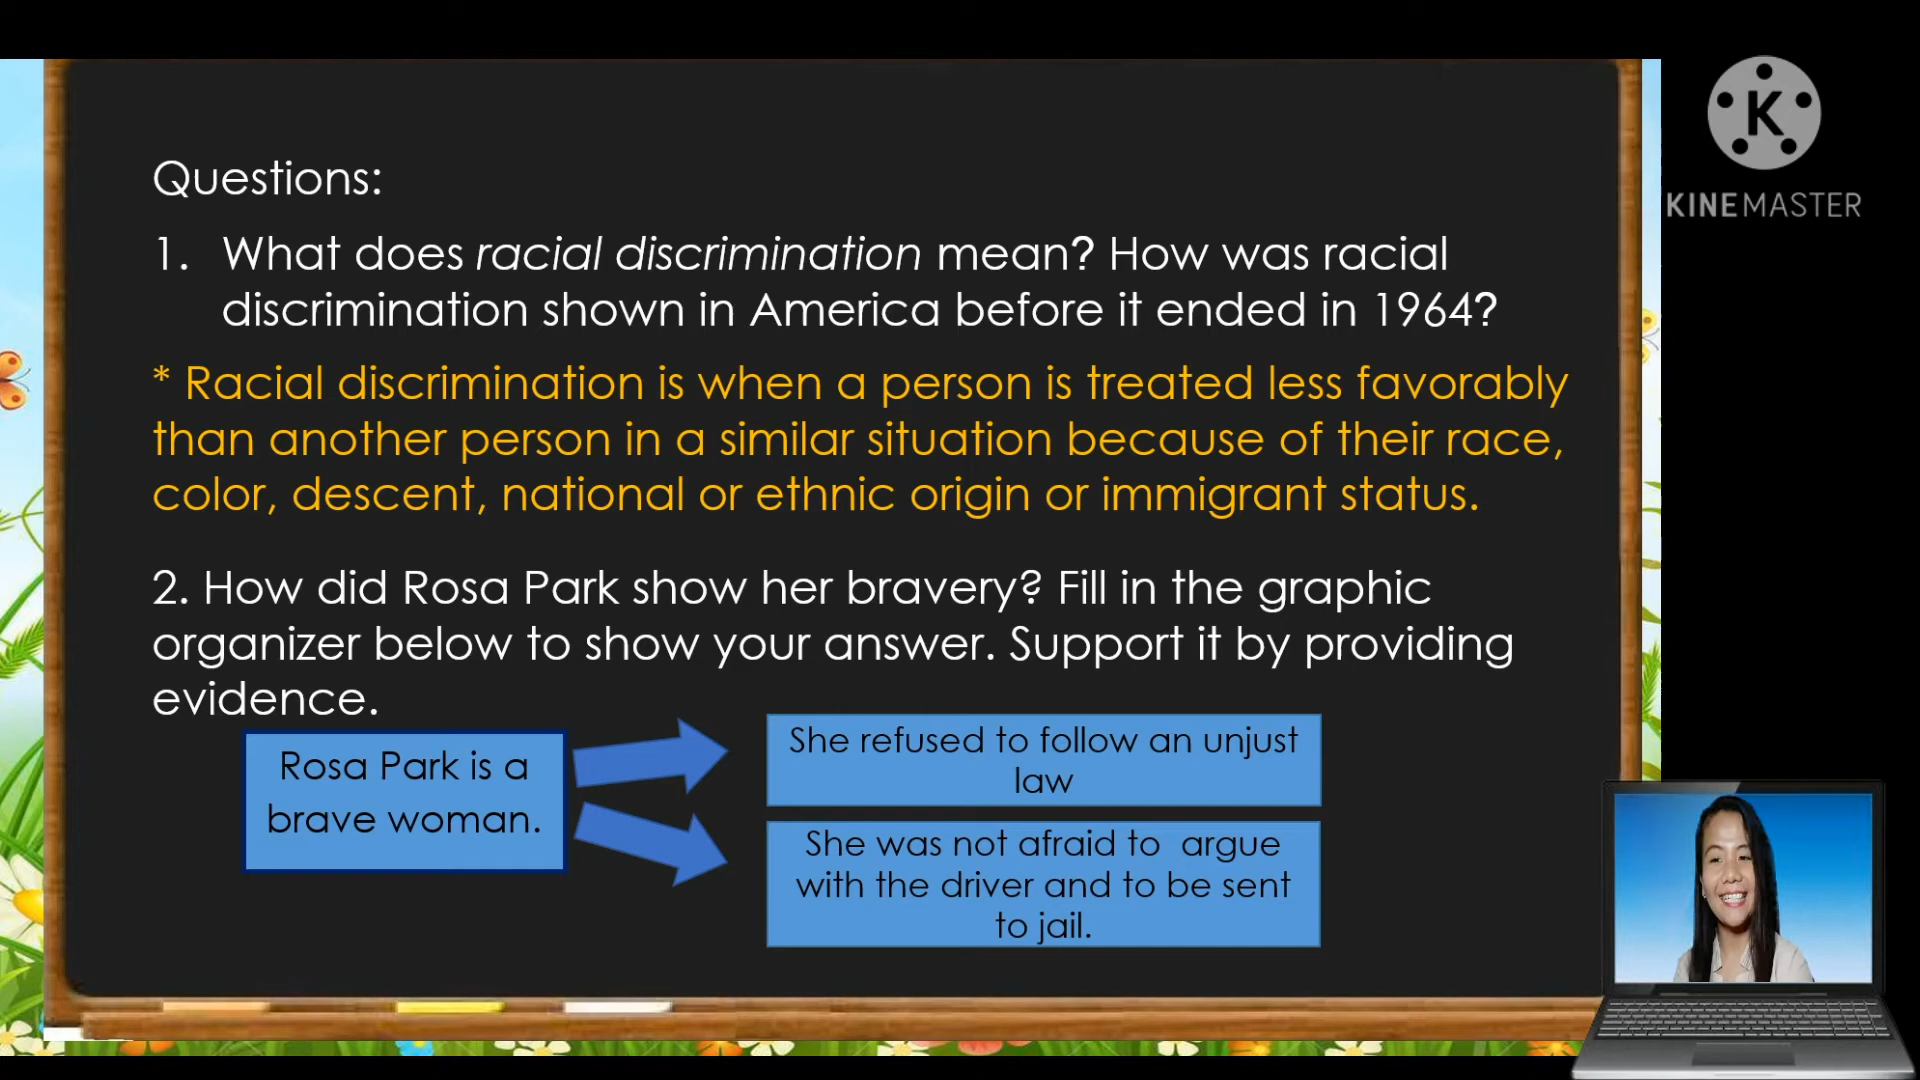 Questions:
1. What does racial discrimination mean? How was racial
discrimination shown in America before it ended in 1964?
* Racial discrimination is when a person is treated less favorably
than another person in a similar situation because of their race,
color, descent, national or ethnic origin or immigrant status.
2. How did Rosa Park show her bravery? Fill in the graphic
organizer below to show your answer. Support it by providing
evidence.
Rosa Park is a
brave woman.
She refused to follow an unjust
law
She was not afraid to argue
with the driver and to be sent
to jail.
K
KINEMASTER